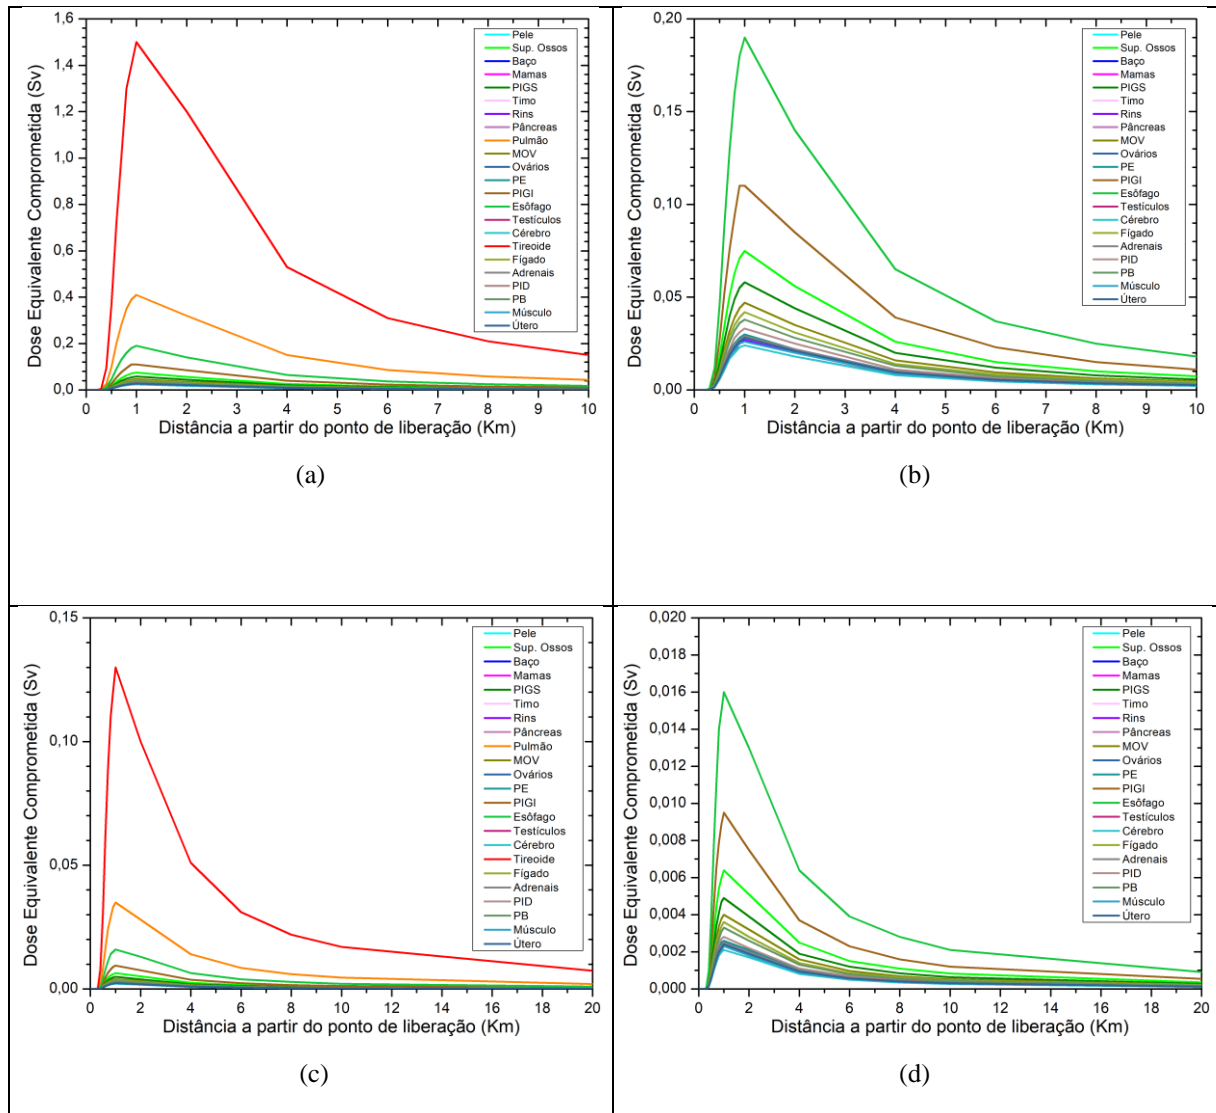 1,6
1,4
1,2
1,0
0,8
0,6
0,4
0,2
0,0
Dose Equivalente Comprometida (Sv)
Pele
Sup. Ossos
Baço
Mamas
PIGS
Timo
Rins
Pâncreas
Pulmão
MOV
Ovários
PE
PIGI
Esôfago
Testículos
Cérebro
Tireoide
Fígado
Adrenais
PID
PB
Músculo
Útero
0 1 2 3 4 5 6 7 8 9 10
Distância a partir do ponto de liberação (Km)
(a)
0,20
0,15
0,10
0,05
0,00
Dose Equivalente Comprometida (Sv)
Pele
Sup. Ossos
Baço
Mamas
PIGS
Timo
Rins
Pâncreas
MOV
Ovários
PE
PIGI
Esôfago
Testículos
Cérebro
Fígado
Adrenais
PID
PB
Músculo
Útero
0 1 2 3 4 5 6 7 8 9 10
Distância a partir do ponto de liberação (Km)
(b)
0,15
0,10
0,05
0,00
Dose Equivalente Comprometida (Sv)
Pele
Sup. Ossos
Baço
Mamas
PIGS
Timo
Rins
Pâncreas
Pulmão
MOV
Ovários
PE
PIGI
Esôfago
Testículos
Cérebro
Tireoide
Fígado
Adrenais
PID
PB
Músculo
Útero
0 2 4 6 8 10 12 14 16 18 20
Distância a partir do ponto de liberação (Km)
(c)
0,020
0,018
0,016
0,014
0,012
0,010
0,008
0,006
0,004
0,002
0,000
Dose Equivalente Comprometida (Sv)
Pele
Sup. Ossos
Baço
Mamas
PIGS
Timo
Rins
Pâncreas
MOV
Ovários
PE
PIGI
Esôfago
Testículos
Cérebro
Fígado
Adrenais
PID
PB
Músculo
Útero
0 2 4 6 8 10 12 14 16 18 20
Distância a partir do ponto de liberação (Km)
(d)